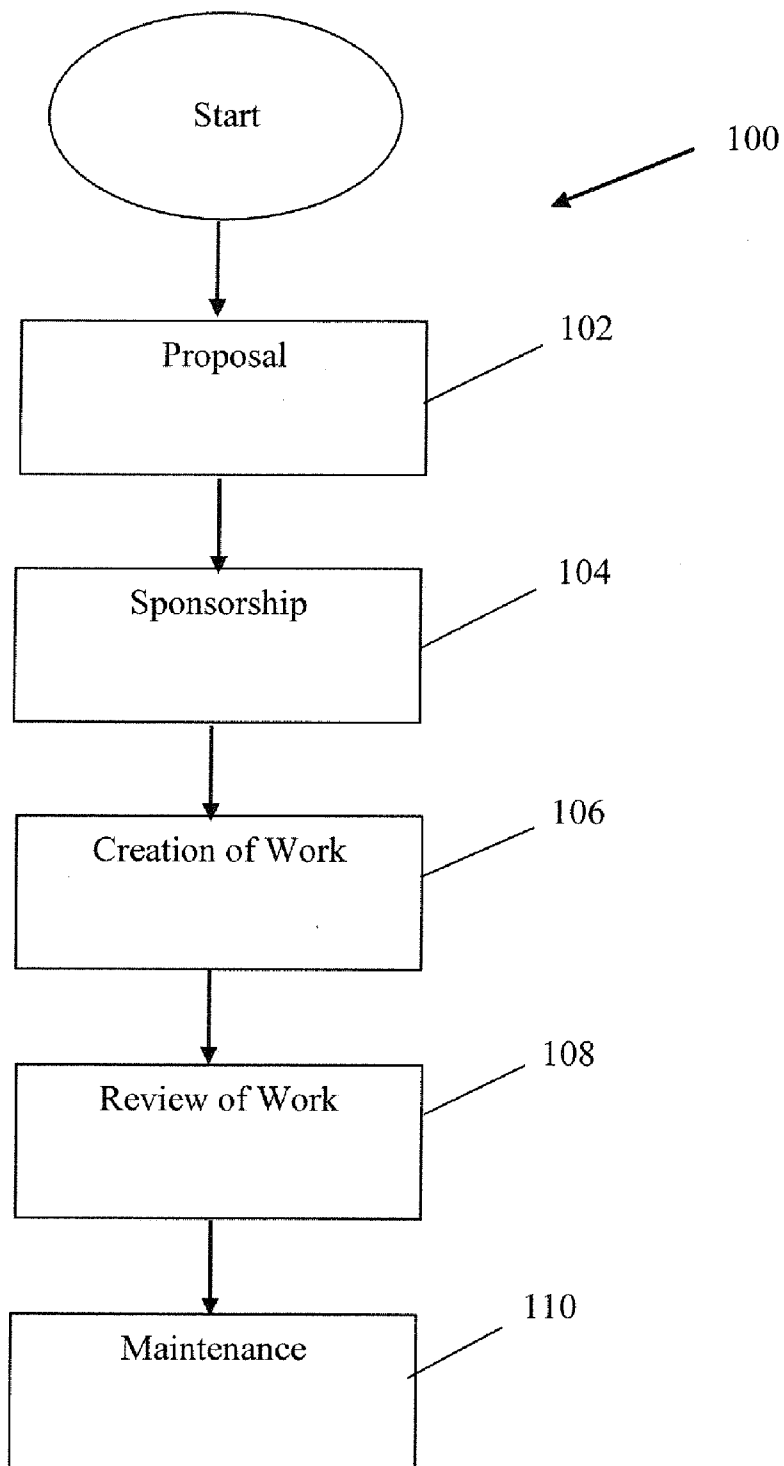 Start
100
Proposal
102
Sponsorship
104
Creation of Work
106
Review of Work
108
Maintenance
110